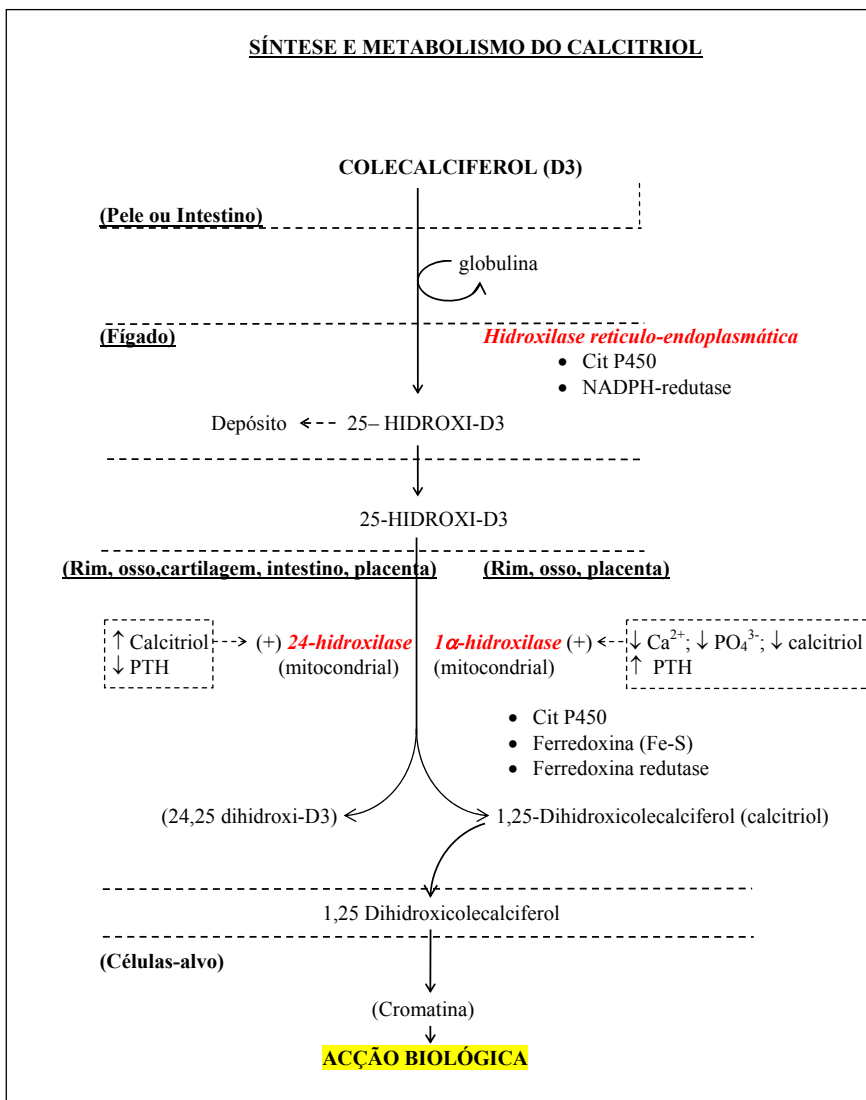 SÍNTESE E METABOLISMO DO CALCITRIOL
COLECALCIFEROL (D3)
(Pele ou Intestino)
globulina
(Fígado)
Hidroxilase reticulo-endoplasmática
• Cit P450
• NADPH-redutase
Depósito
25– HIDROXI-D3
25-HIDROXI-D3
(Rim, osso,cartilagem, intestino, placenta)
(Rim, osso, placenta)
↑ Calcitriol
↓ PTH
(+) 24-hidroxilase
(mitocondrial)
1α-hidroxilase (+)
(mitocondrial)
↓ Ca²⁺; ↓ PO₄³⁻; ↓ calcitriol
↑ PTH
• Cit P450
• Ferredoxina (Fe-S)
• Ferredoxina redutase
(24,25 dihidroxi-D3)
1,25-Dihidroxicolecalciferol (calcitriol)
1,25 Dihidroxicolecalciferol
(Células-alvo)
(Cromatina)
ACÇÃO BIOLÓGICA